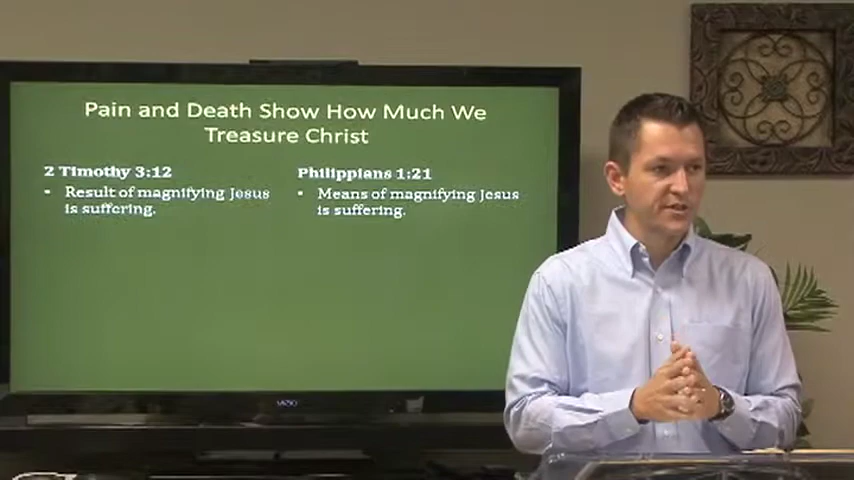 Pain and Death Show How Much We
Treasure Christ
2 Timothy 3:12
• Result of magnifying Jesus
is suffering.
Philippians 1:21
• Means of magnifying Jesus
is suffering.
VIZIO